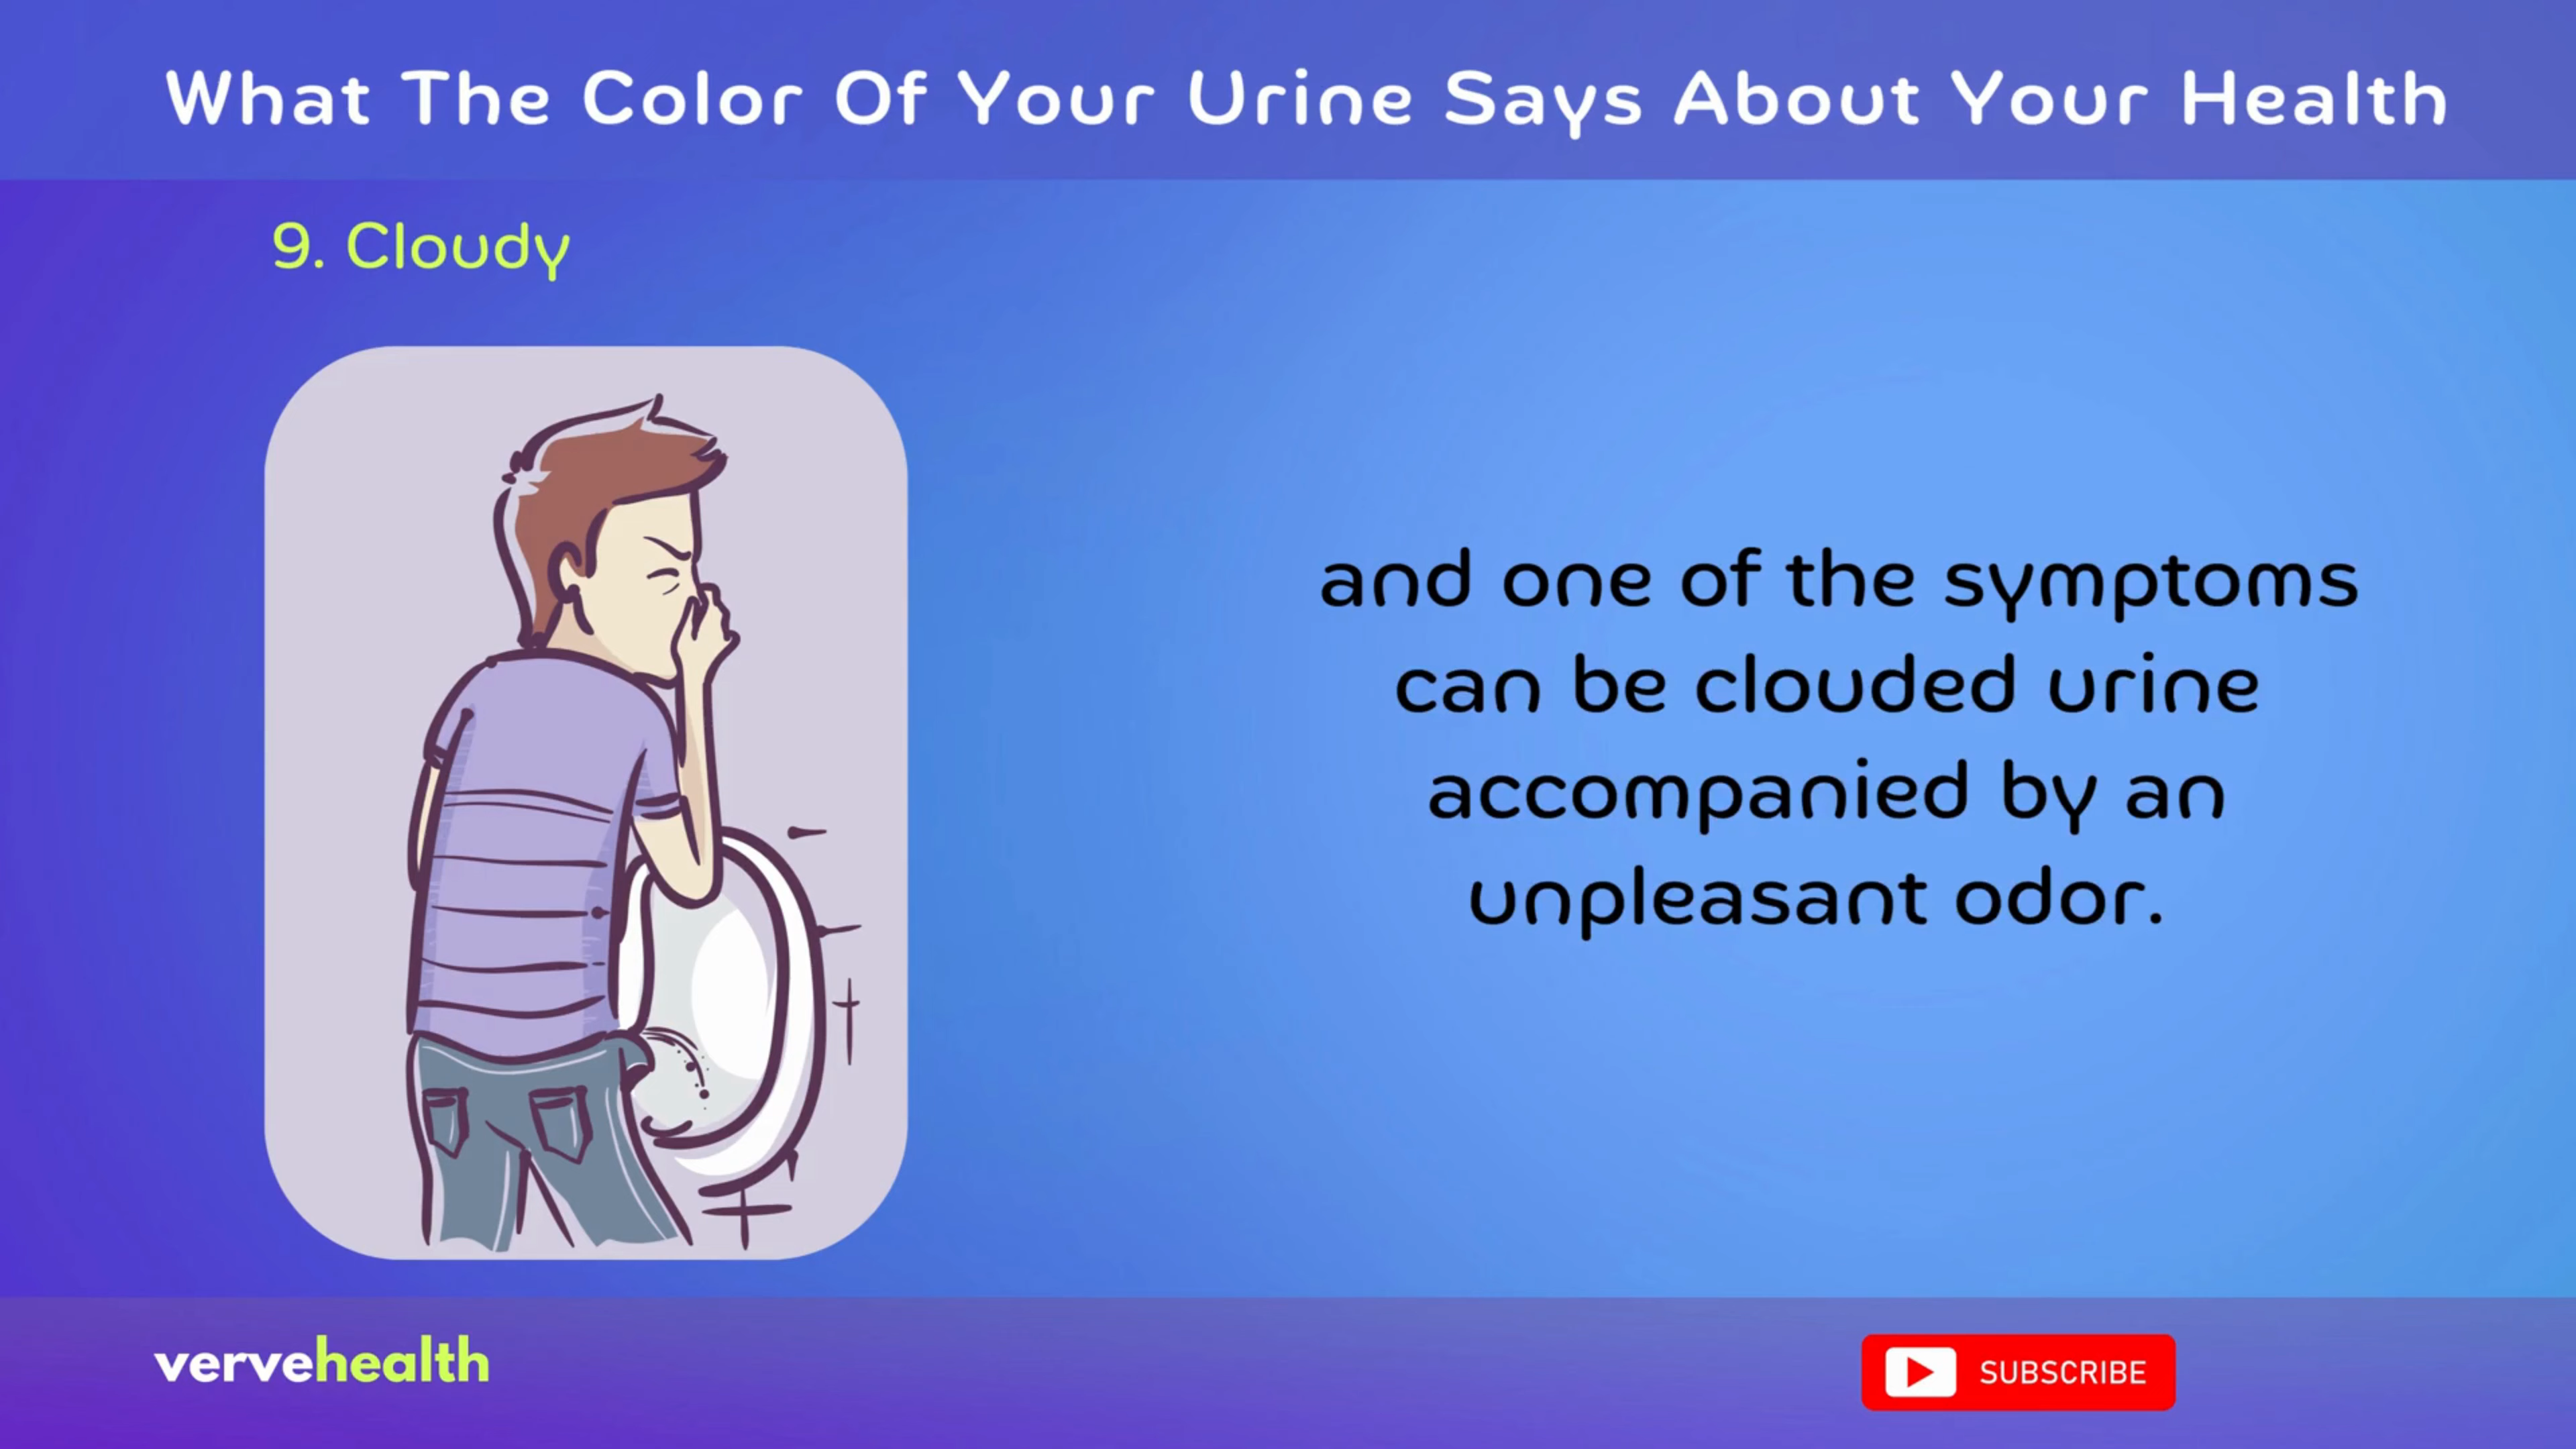 What The Color Of Your Urine Says About Your Health
9. Cloudy
and one of the symptoms
can be clouded urine
accompanied by an
unpleasant odor.
vervehealth
SUBSCRIBE